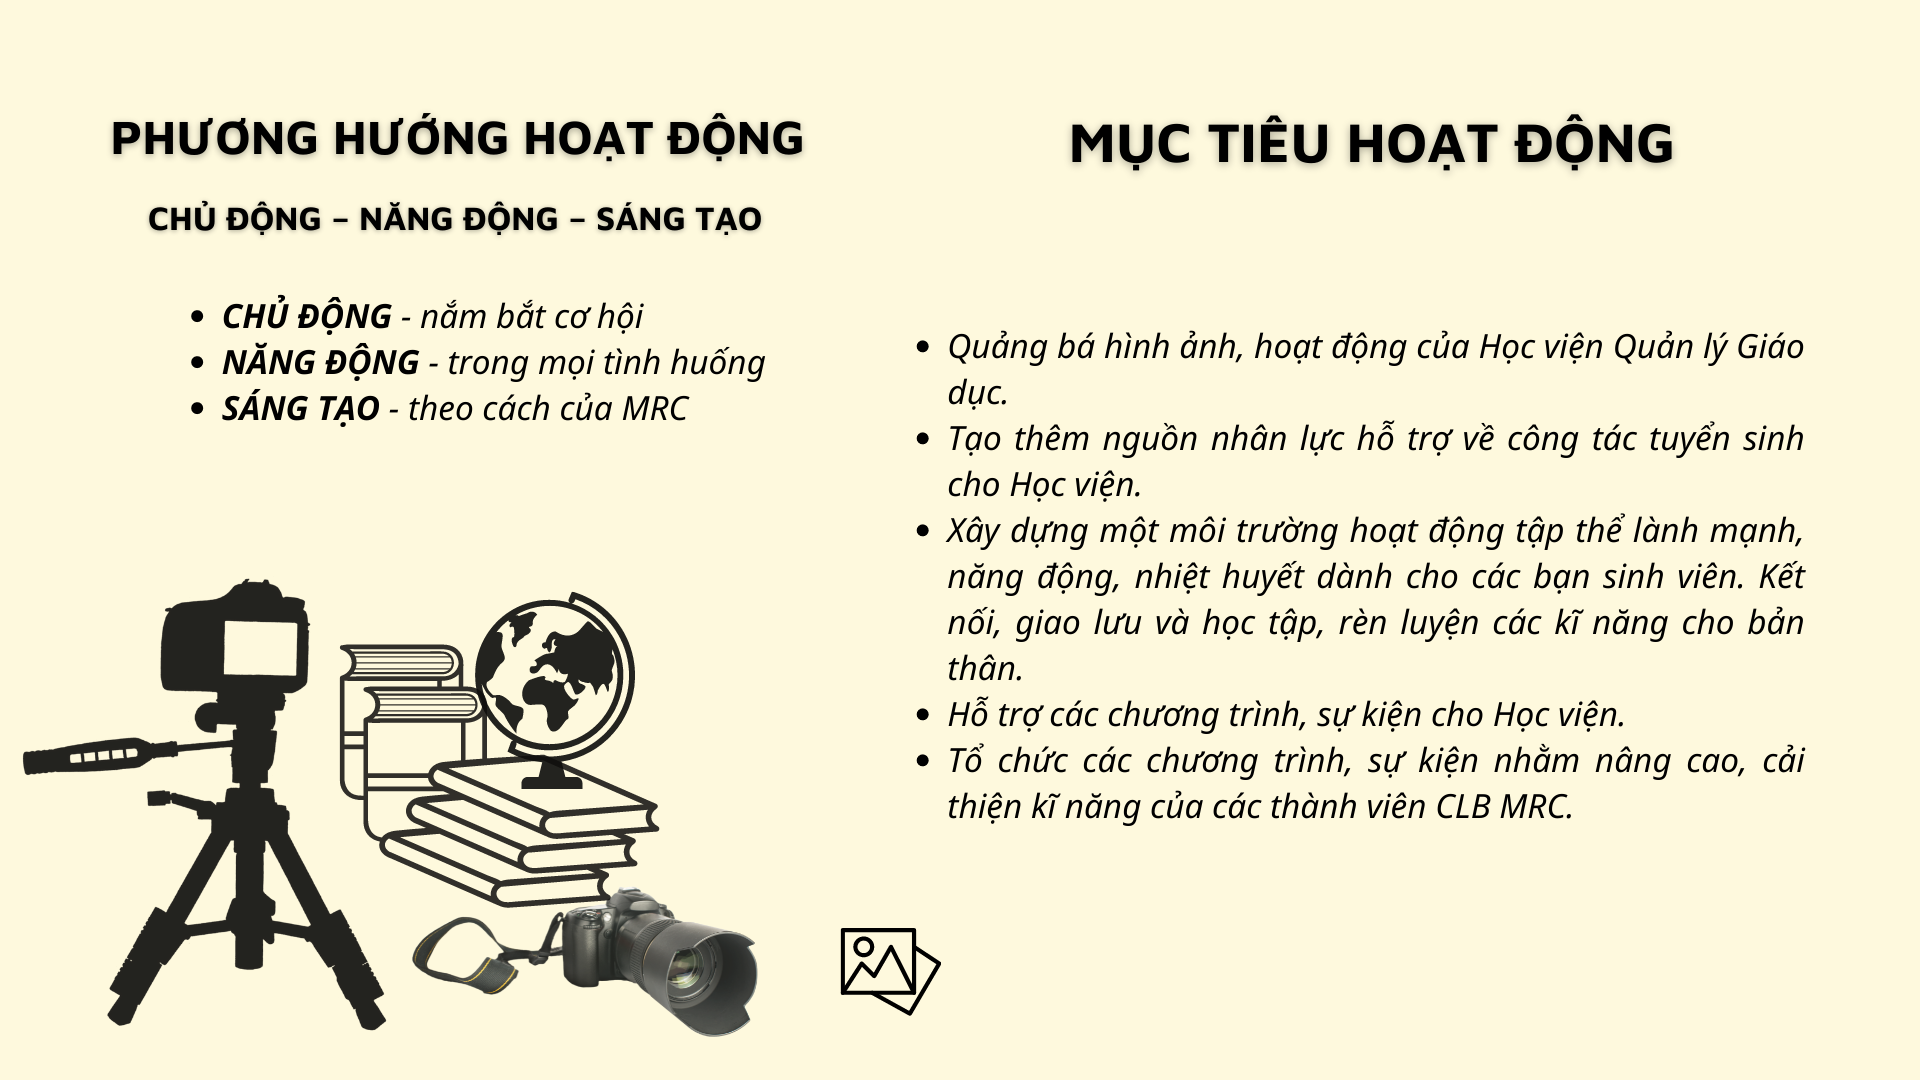 PHƯƠNG HƯỚNG HOẠT ĐỘNG
CHỦ ĐỘNG – NĂNG ĐỘNG – SÁNG TẠO
• CHỦ ĐỘNG - nắm bắt cơ hội
• NĂNG ĐỘNG - trong mọi tình huống
• SÁNG TẠO - theo cách của MRC
MỤC TIÊU HOẠT ĐỘNG
• Quảng bá hình ảnh, hoạt động của Học viện Quản lý Giáo
dục.
• Tạo thêm nguồn nhân lực hỗ trợ về công tác tuyển sinh
cho Học viện.
• Xây dựng một môi trường hoạt động tập thể lành mạnh,
năng động, nhiệt huyết dành cho các bạn sinh viên. Kết
nối, giao lưu và học tập, rèn luyện các kĩ năng cho bản
thân.
• Hỗ trợ các chương trình, sự kiện cho Học viện.
• Tổ chức các chương trình, sự kiện nhằm nâng cao, cải
thiện kĩ năng của các thành viên CLB MRC.